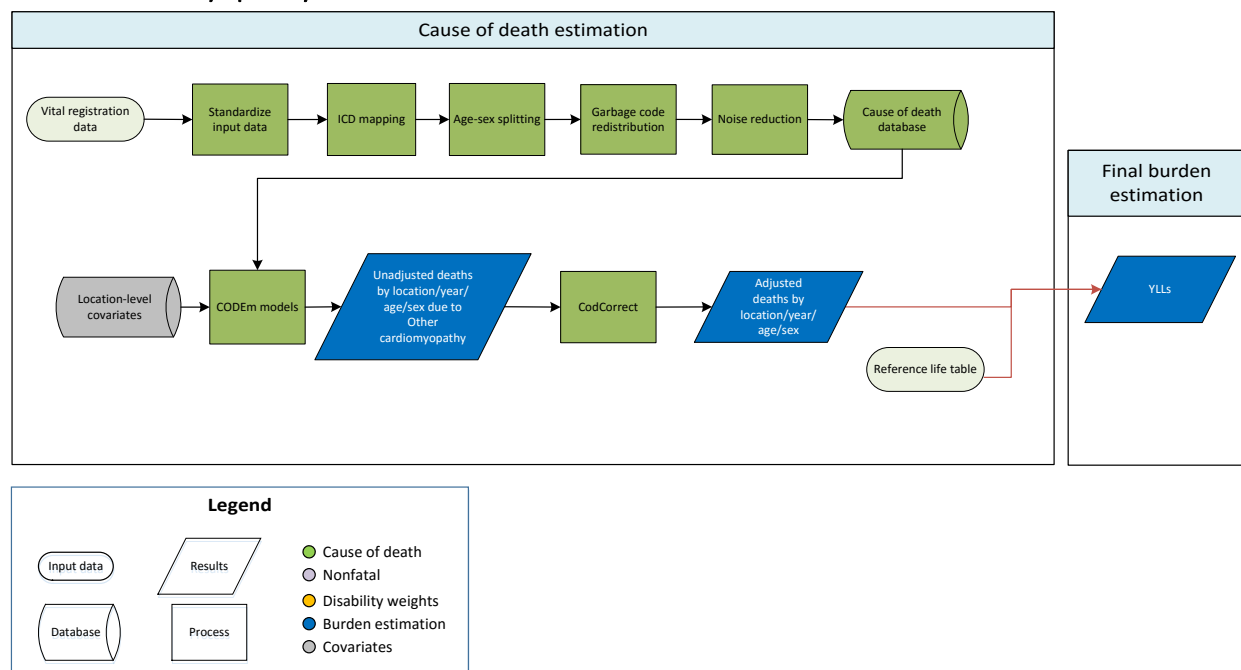 Cause of death estimation
Vital registration
data
Standardize
input data
ICD mapping
Age-sex splitting
Garbage code
redistribution
Noise reduction
Cause of death
database
Final burden
estimation
Location-level
covariates
CODEm models
Unadjusted deaths
by location/year/
age/sex due to
Other
cardiomyopathy
CodCorrect
Adjusted
deaths by
location/year/
age/sex
YLLs
Reference life table
Legend
Input data
Results
Database
Process
Cause of death
Nonfatal
Disability weights
Burden estimation
Covariates